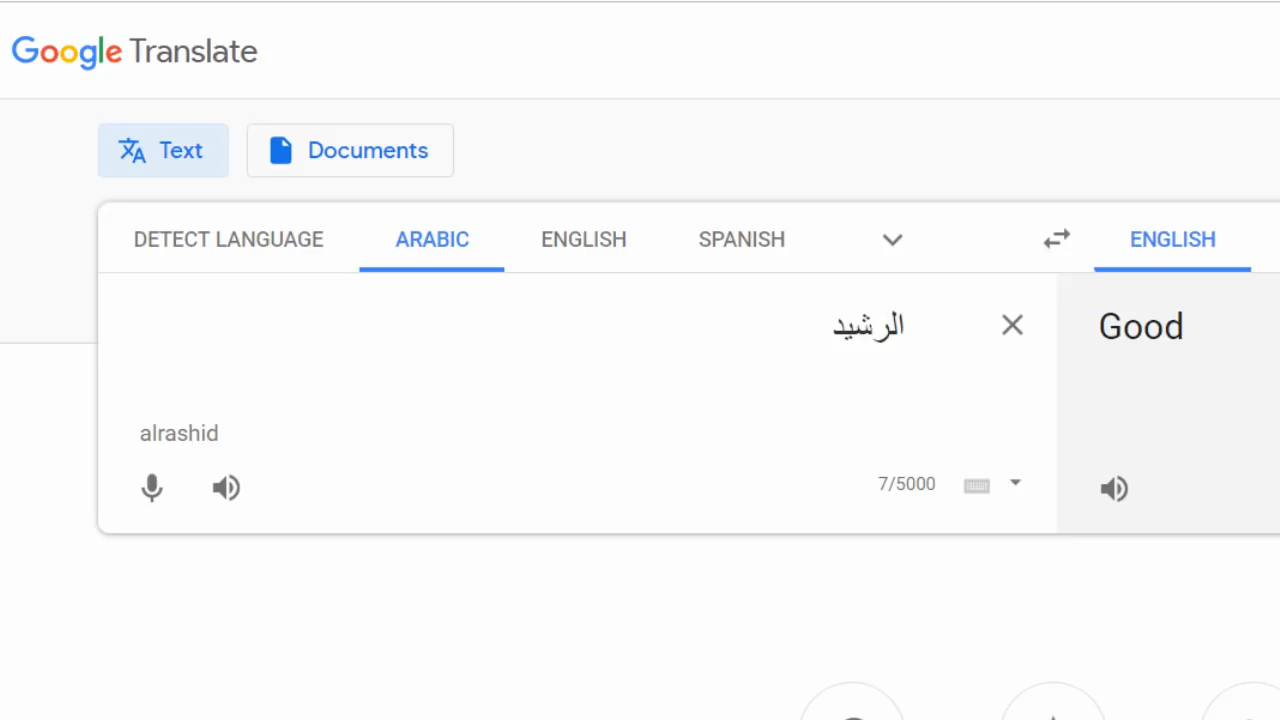 Google Translate
Text Documents
DETECT LANGUAGE ARABIC ENGLISH SPANISH ENGLISH
الرشيد Good
alrashid
7/5000